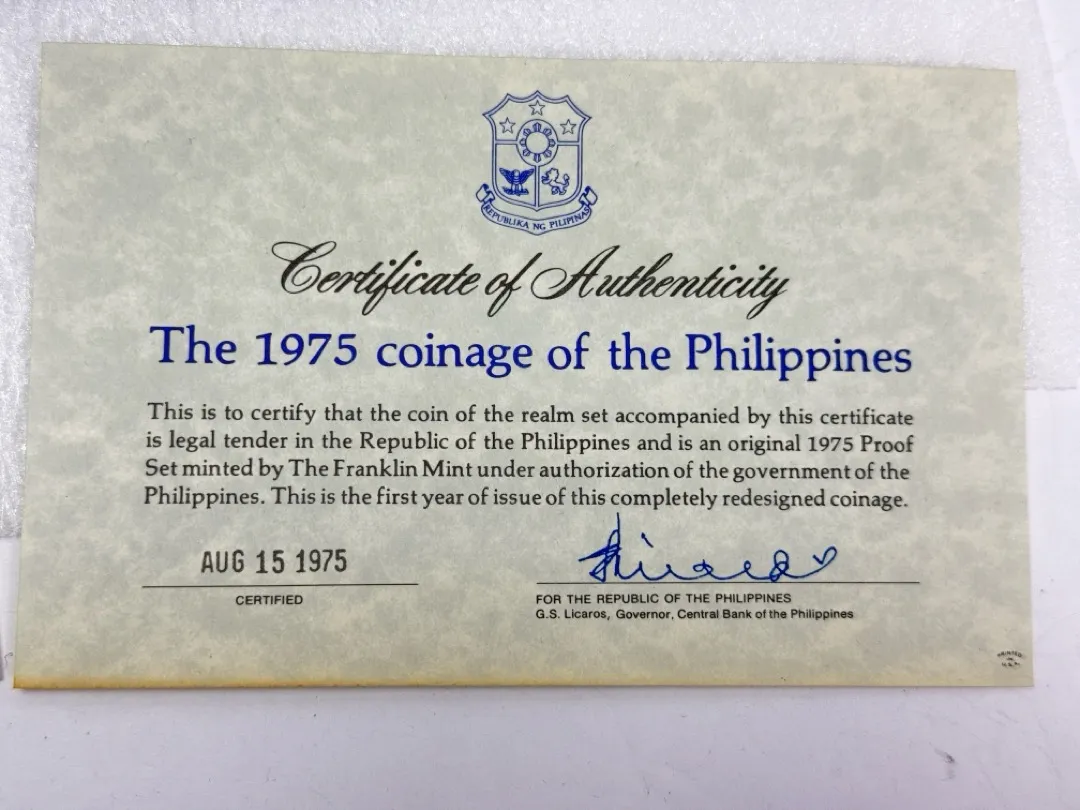 REPUBLIKA NG PILIPINAS
Certificate of Authenticity
The 1975 coinage of the Philippines
This is to certify that the coin of the realm set accompanied by this certificate
is legal tender in the Republic of the Philippines and is an original 1975 Proof
Set minted by The Franklin Mint under authorization of the government of the
Philippines. This is the first year of issue of this completely redesigned coinage.
AUG 15 1975
CERTIFIED
FOR THE REPUBLIC OF THE PHILIPPINES
G.S. Licaros, Governor, Central Bank of the Philippines
PRINTED
IN
U.S.A.